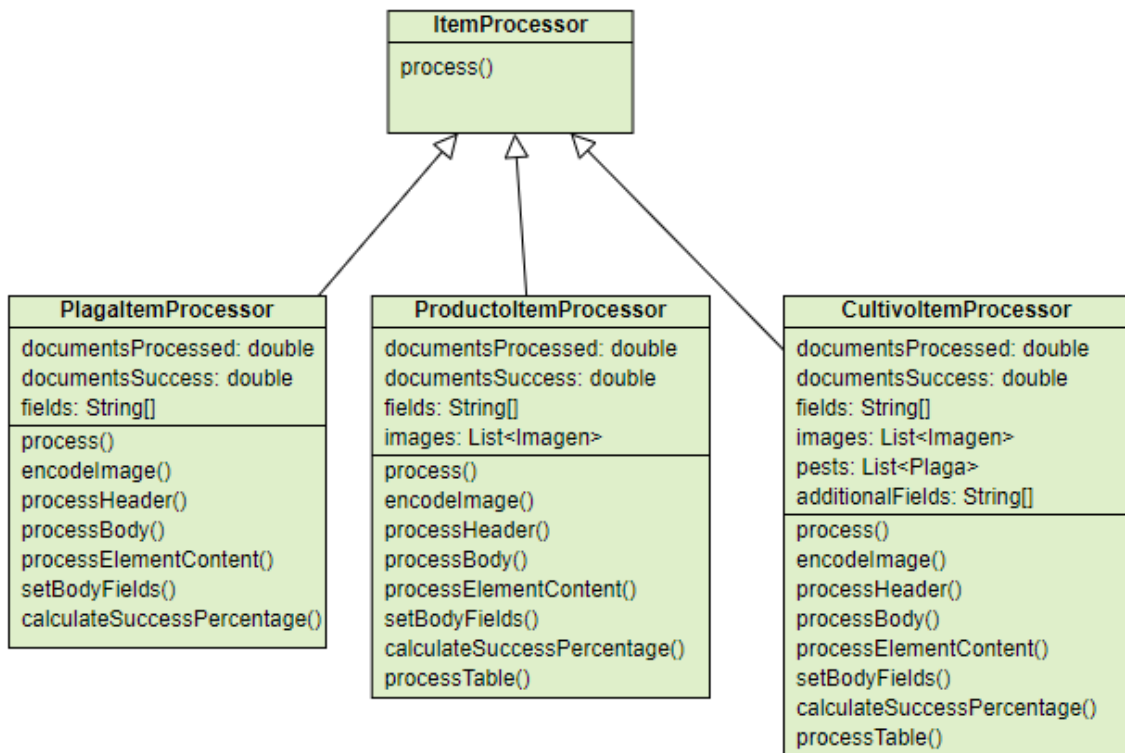 ItemProcessor
process()
PlagaItemProcessor
documentsProcessed: double
documentsSuccess: double
fields: String[]
process()
encodeImage()
processHeader()
processBody()
processElementContent()
setBodyFields()
calculateSuccessPercentage()
ProductoItemProcessor
documentsProcessed: double
documentsSuccess: double
fields: String[]
images: List<Imagen>
process()
encodeImage()
processHeader()
processBody()
processElementContent()
setBodyFields()
calculateSuccessPercentage()
processTable()
CultivoItemProcessor
documentsProcessed: double
documentsSuccess: double
fields: String[]
images: List<Imagen>
pests: List<Plaga>
additionalFields: String[]
process()
encodeImage()
processHeader()
processBody()
processElementContent()
setBodyFields()
calculateSuccessPercentage()
processTable()